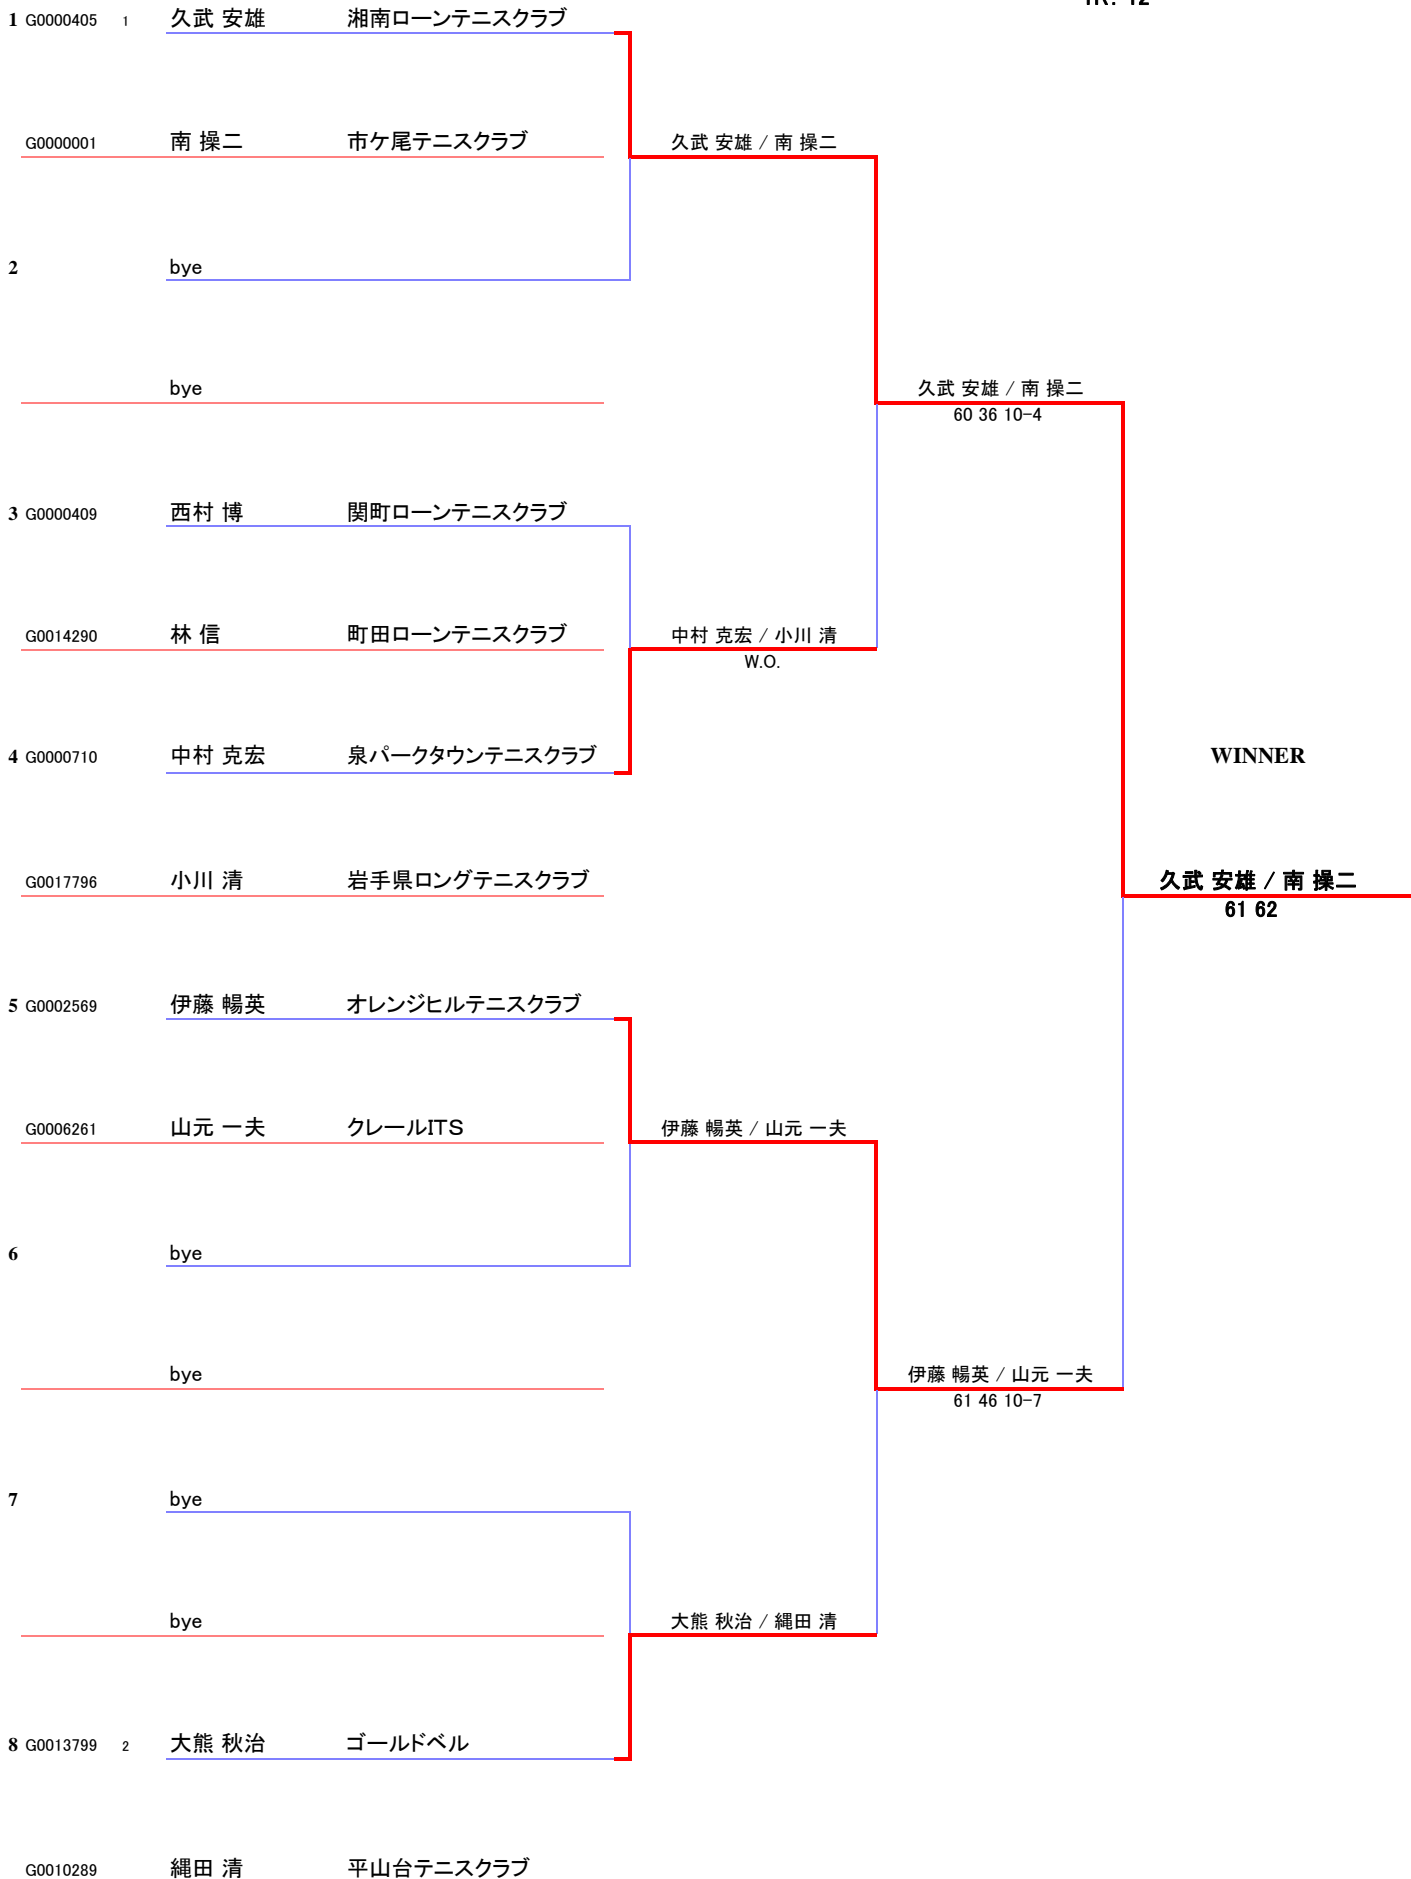 1 G0000405 1 久武 安雄 湘南ローンテニスクラブ
G0000001 南 操二 市ケ尾テニスクラブ 久武 安雄 / 南 操二
2 bye
bye 久武 安雄 / 南 操二
60 36 10-4
3 G0000409 西村 博 関町ローンテニスクラブ
G0014290 林 信 町田ローンテニスクラブ 中村 克宏 / 小川 清
W.O.
4 G0000710 中村 克宏 泉パークタウンテニスクラブ WINNER
G0017796 小川 清 岩手県ロングテニスクラブ 久武 安雄 / 南 操二
61 62
5 G0002569 伊藤 暢英 オレンジヒルテニスクラブ
G0006261 山元 一夫 クレールITS 伊藤 暢英 / 山元 一夫
6 bye
bye 伊藤 暢英 / 山元 一夫
61 46 10-7
7 bye
bye 大熊 秋治 / 縄田 清
8 G0013799 2 大熊 秋治 ゴールドベル
G0010289 縄田 清 平山台テニスクラブ